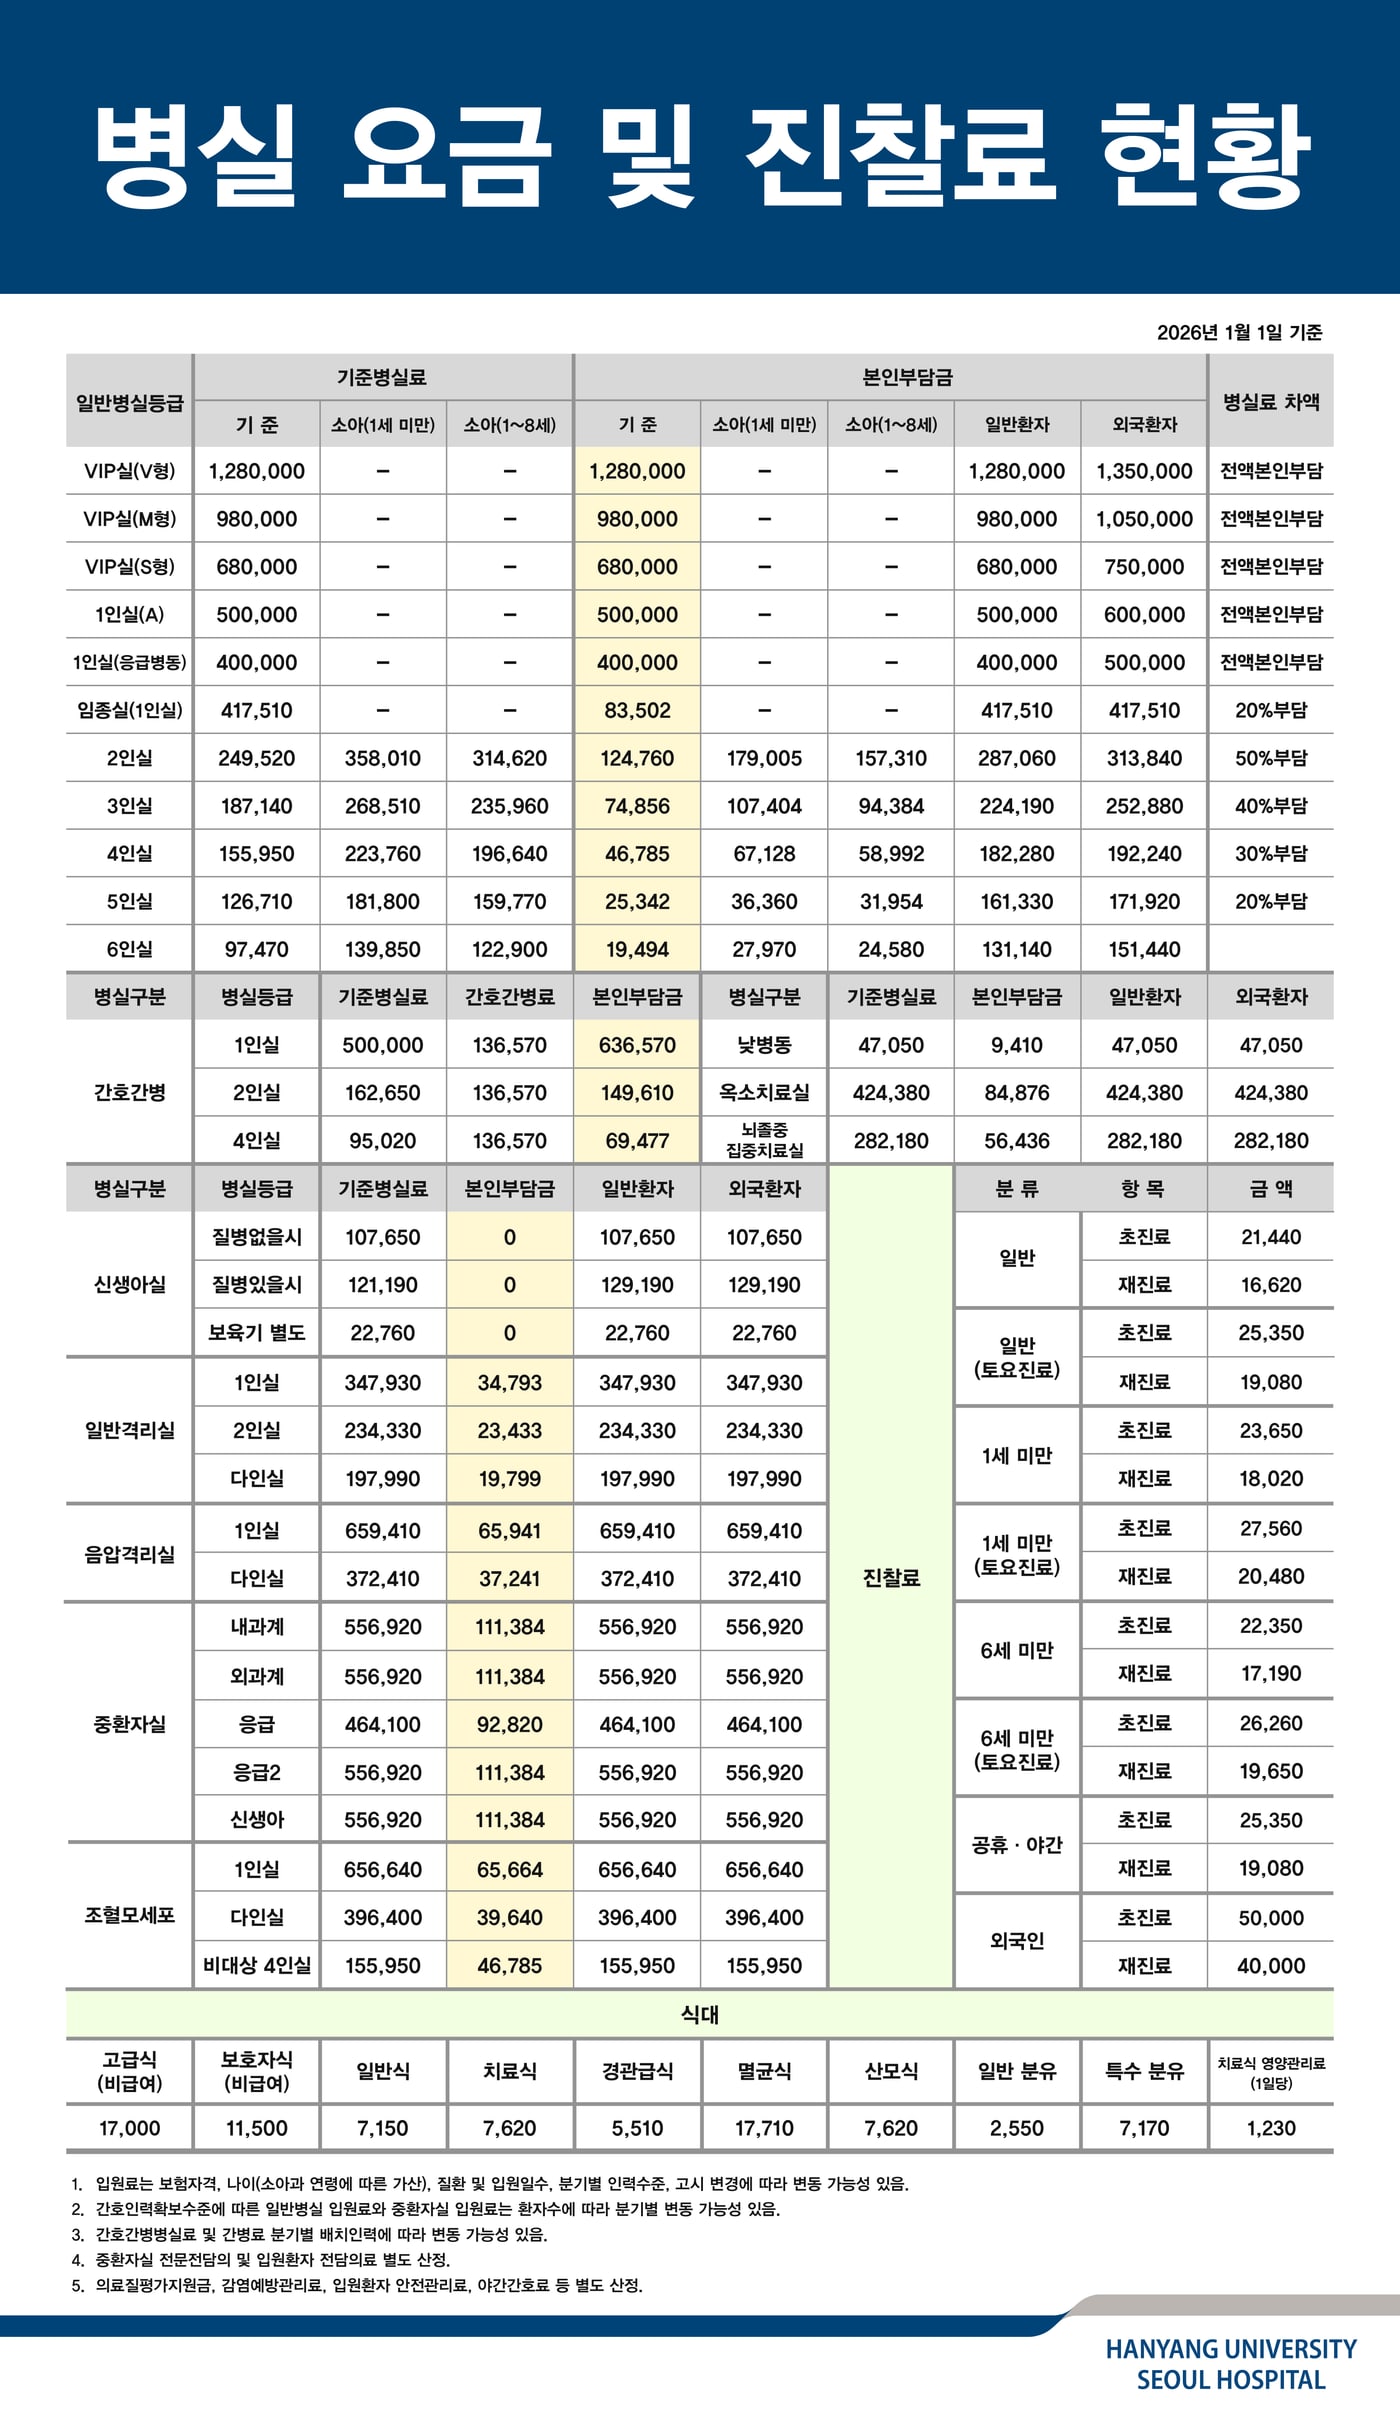 병실 요금 및 진찰료 현황
2026년 1월 1일 기준
일반병실등급 기준병실료 본인부담금 병실료 차액
기 준 소아(1세 미만) 소아(1~8세) 기 준 소아(1세 미만) 소아(1~8세) 일반환자 외국환자
VIP실(V형) 1,280,000 – – 1,280,000 – – 1,280,000 1,350,000 전액본인부담
VIP실(M형) 980,000 – – 980,000 – – 980,000 1,050,000 전액본인부담
VIP실(S형) 680,000 – – 680,000 – – 680,000 750,000 전액본인부담
1인실(A) 500,000 – – 500,000 – – 500,000 600,000 전액본인부담
1인실(응급병동) 400,000 – – 400,000 – – 400,000 500,000 전액본인부담
임종실(1인실) 417,510 – – 83,502 – – 417,510 417,510 20%부담
2인실 249,520 358,010 314,620 124,760 179,005 157,310 287,060 313,840 50%부담
3인실 187,140 268,510 235,960 74,856 107,404 94,384 224,190 252,880 40%부담
4인실 155,950 223,760 196,640 46,785 67,128 58,992 182,280 192,240 30%부담
5인실 126,710 181,800 159,770 25,342 36,360 31,954 161,330 171,920 20%부담
6인실 97,470 139,850 122,900 19,494 27,970 24,580 131,140 151,440
병실구분 병실등급 기준병실료 간호간병료 본인부담금 병실구분 기준병실료 본인부담금 일반환자 외국환자
간호간병 1인실 500,000 136,570 636,570 낮병동 47,050 9,410 47,050 47,050
2인실 162,650 136,570 149,610 옥소치료실 424,380 84,876 424,380 424,380
4인실 95,020 136,570 69,477 뇌졸중 집중치료실 282,180 56,436 282,180 282,180
병실구분 병실등급 기준병실료 본인부담금 일반환자 외국환자
신생아실 질병없을시 107,650 0 107,650 107,650
질병있을시 121,190 0 129,190 129,190
보육기 별도 22,760 0 22,760 22,760
일반격리실 1인실 347,930 34,793 347,930 347,930
2인실 234,330 23,433 234,330 234,330
다인실 197,990 19,799 197,990 197,990
음압격리실 1인실 659,410 65,941 659,410 659,410
다인실 372,410 37,241 372,410 372,410
중환자실 내과계 556,920 111,384 556,920 556,920
외과계 556,920 111,384 556,920 556,920
응급 464,100 92,820 464,100 464,100
응급2 556,920 111,384 556,920 556,920
신생아 556,920 111,384 556,920 556,920
조혈모세포 1인실 656,640 65,664 656,640 656,640
다인실 396,400 39,640 396,400 396,400
비대상 4인실 155,950 46,785 155,950 155,950
진찰료
분 류 항 목 금 액
일반 초진료 21,440
재진료 16,620
일반
(토요진료) 초진료 25,350
재진료 19,080
1세 미만 초진료 23,650
재진료 18,020
1세 미만
(토요진료) 초진료 27,560
재진료 20,480
6세 미만 초진료 22,350
재진료 17,190
6세 미만
(토요진료) 초진료 26,260
재진료 19,650
공휴 · 야간 초진료 25,350
재진료 19,080
외국인 초진료 50,000
재진료 40,000
식대
고급식 (비급여) 보호자식 (비급여) 일반식 치료식 경관급식 멸균식 산모식 일반 분유 특수 분유 치료식 영양관리료 (1일당)
17,000 11,500 7,150 7,620 5,510 17,710 7,620 2,550 7,170 1,230
1. 입원료는 보험자격, 나이(소아과 연령에 따른 가산), 질환 및 입원일수, 분기별 인력수준, 고시 변경에 따라 변동 가능성 있음.
2. 간호인력확보수준에 따른 일반병실 입원료와 중환자실 입원료는 환자수에 따라 분기별 변동 가능성 있음.
3. 간호간병병실료 및 간병료 분기별 배치인력에 따라 변동 가능성 있음.
4. 중환자실 전문전담의 및 입원환자 전담의료 별도 산정.
5. 의료질평가지원금, 감염예방관리료, 입원환자 안전관리료, 야간간호료 등 별도 산정.
HANYANG UNIVERSITY
SEOUL HOSPITAL